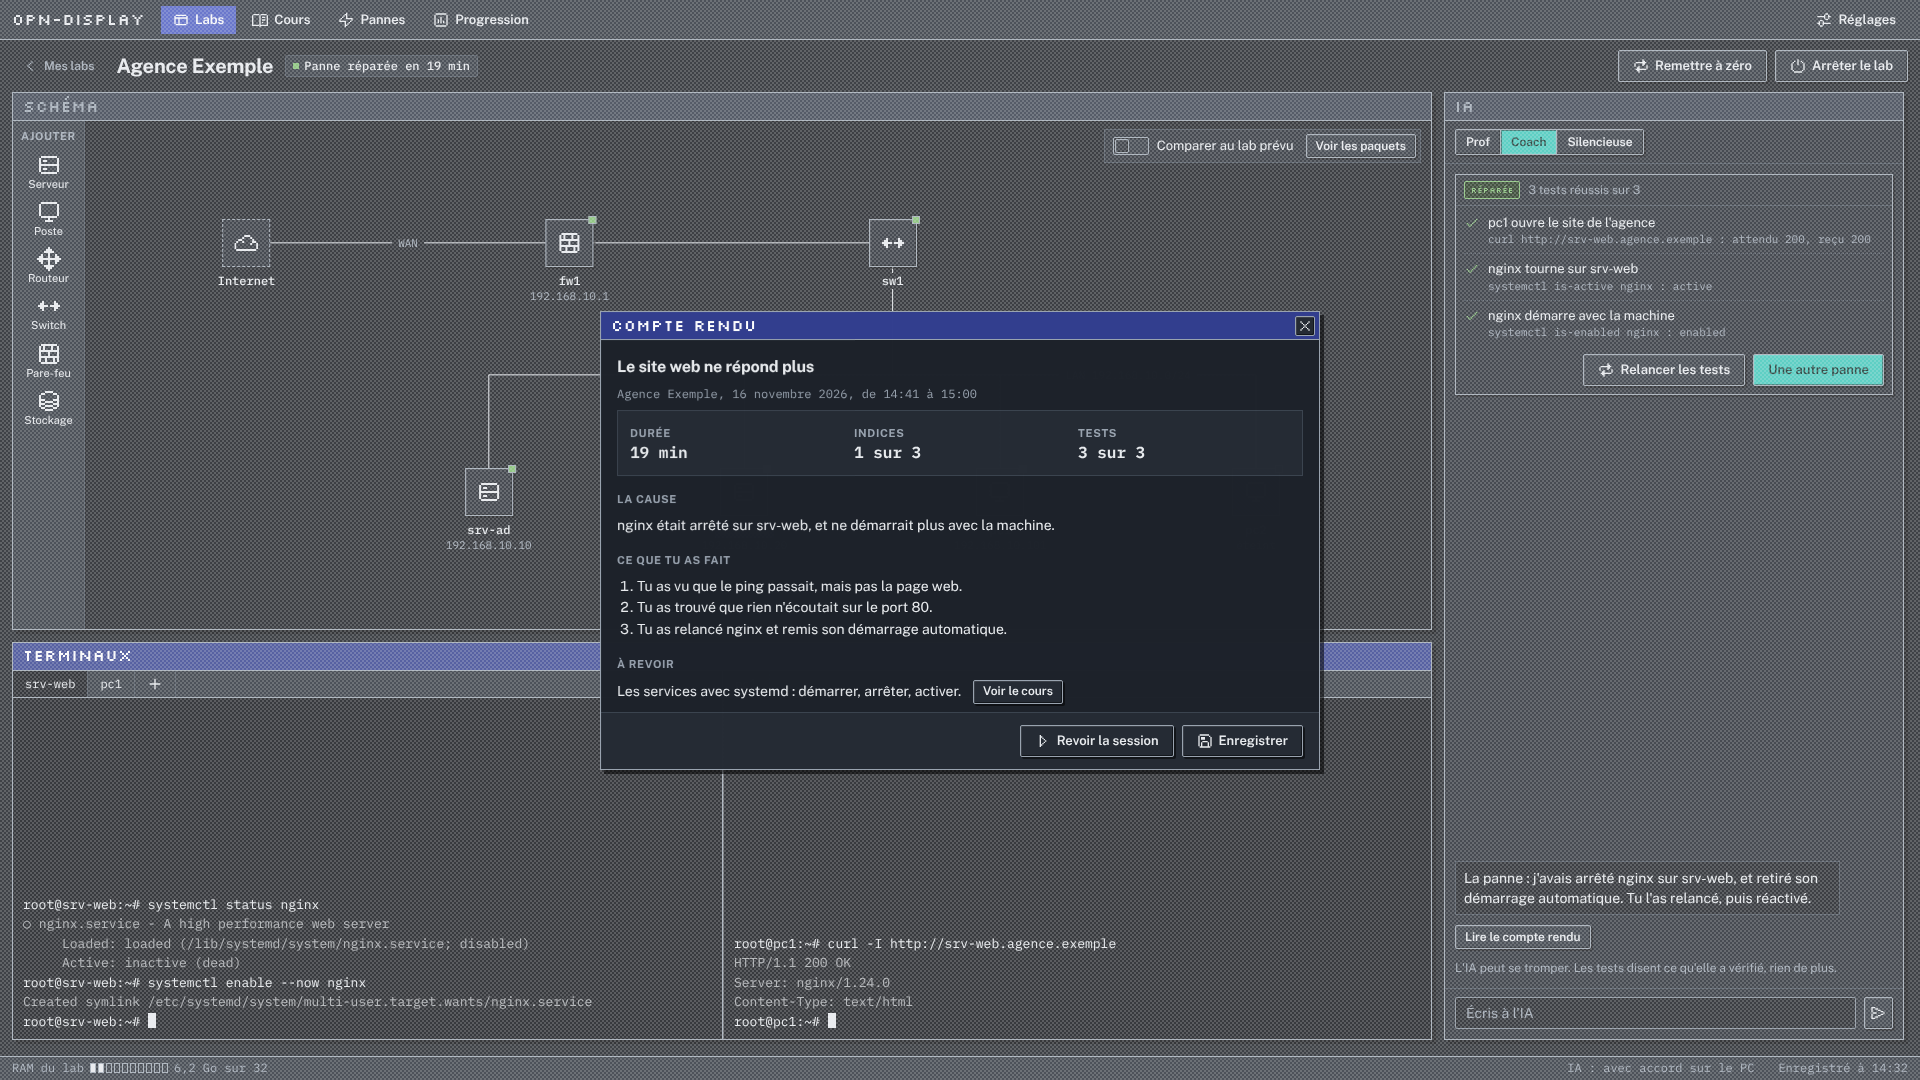 OPN-DISPLAY
Labs
Cours
Pannes
Progression
Réglages
Mes labs
Agence Exemple
Panne réparée en 19 min
Remettre à zéro
Arrêter le lab
SCHÉMA
AJOUTER
Serveur
Poste
Routeur
Switch
Pare-feu
Stockage
Comparer au lab prévu
Voir les paquets
Internet
WAN
fw1
192.168.10.1
sw1
srv-ad
192.168.10.10
COMPTE RENDU
Le site web ne répond plus
Agence Exemple, 16 novembre 2026, de 14:41 à 15:00
DURÉE
19 min
INDICES
1 sur 3
TESTS
3 sur 3
LA CAUSE
nginx était arrêté sur srv-web, et ne démarrait plus avec la machine.
CE QUE TU AS FAIT
1. Tu as vu que le ping passait, mais pas la page web.
2. Tu as trouvé que rien n'écoutait sur le port 80.
3. Tu as relancé nginx et remis son démarrage automatique.
À REVOIR
Les services avec systemd : démarrer, arrêter, activer.
Voir le cours
Revoir la session
Enregistrer
TERMINAUX
srv-web
pc1
+
root@srv-web:~# systemctl status nginx
○ nginx.service - A high performance web server
Loaded: loaded (/lib/systemd/system/nginx.service; disabled)
Active: inactive (dead)
root@srv-web:~# systemctl enable --now nginx
Created symlink /etc/systemd/system/multi-user.target.wants/nginx.service
root@srv-web:~#
root@pc1:~# curl -I http://srv-web.agence.exemple
HTTP/1.1 200 OK
Server: nginx/1.24.0
Content-Type: text/html
root@pc1:~#
IA
Prof
Coach
Silencieuse
RÉPARÉE
3 tests réussis sur 3
pc1 ouvre le site de l'agence
curl http://srv-web.agence.exemple : attendu 200, reçu 200
nginx tourne sur srv-web
systemctl is-active nginx : active
nginx démarre avec la machine
systemctl is-enabled nginx : enabled
Relancer les tests
Une autre panne
La panne : j'avais arrêté nginx sur srv-web, et retiré son
démarrage automatique. Tu l'as relancé, puis réactivé.
Lire le compte rendu
L'IA peut se tromper. Les tests disent ce qu'elle a vérifié, rien de plus.
Écris à l'IA
RAM du lab
6,2 Go sur 32
IA : avec accord sur le PC
Enregistré à 14:32